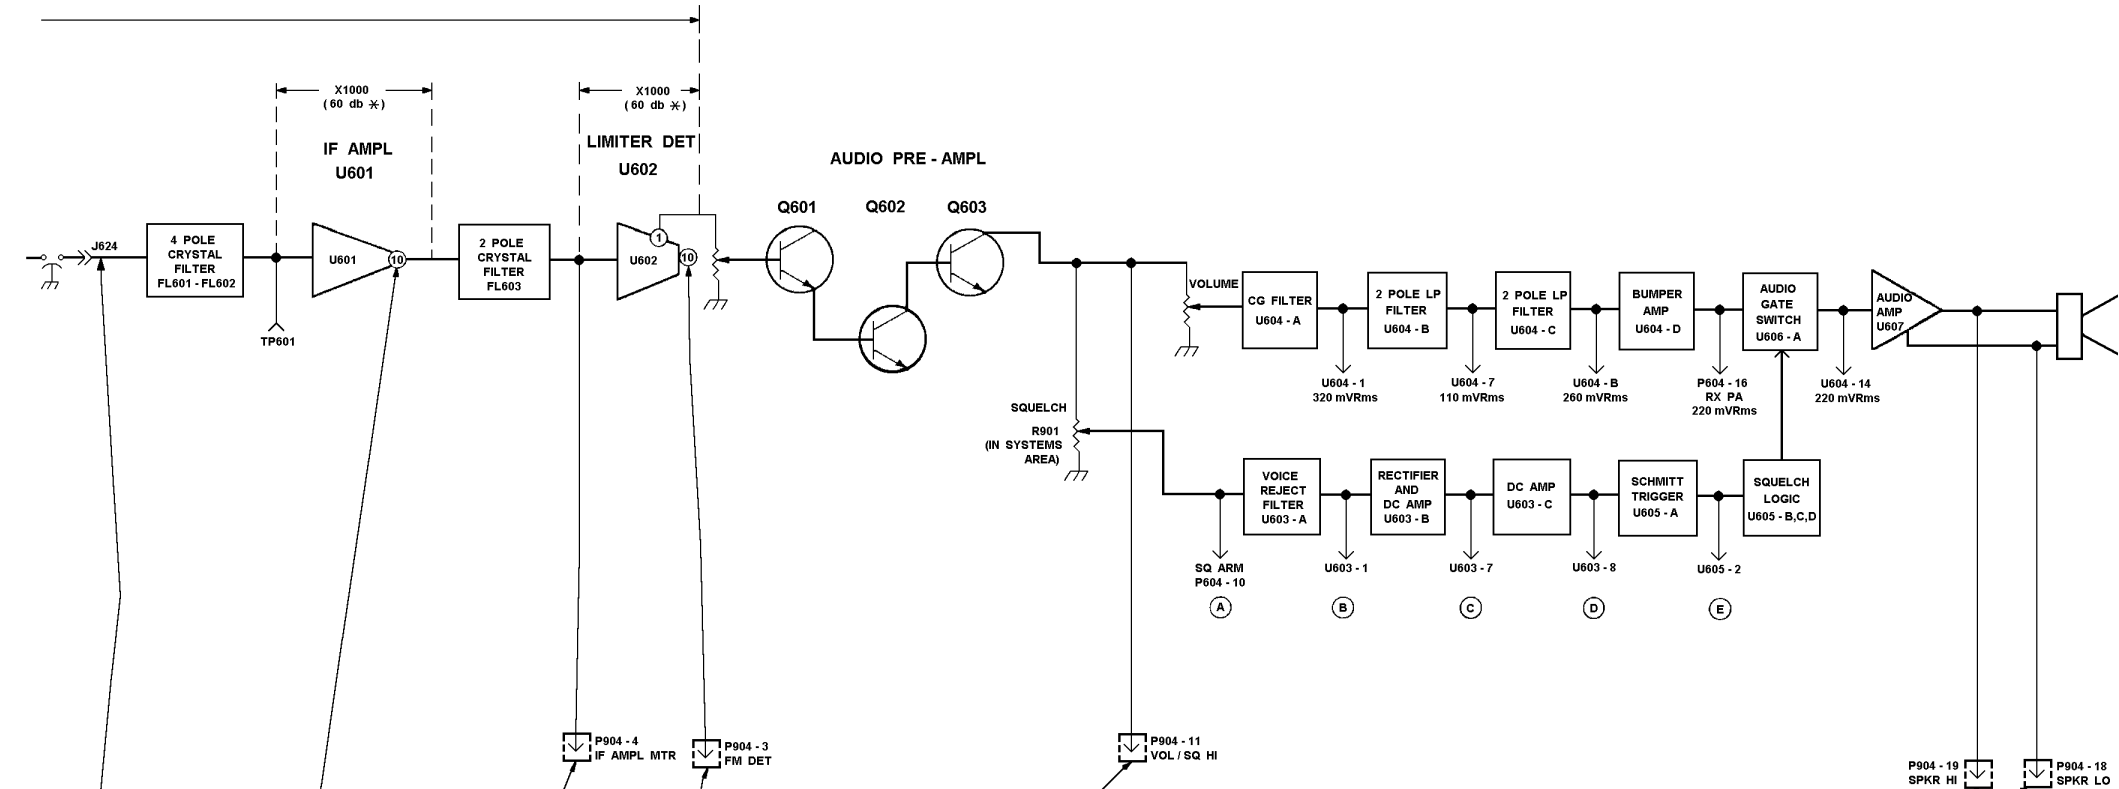 X1000
( 60 db ⚹ )
X1000
( 60 db ⚹ )
IF AMPL
U601
LIMITER DET
U602
AUDIO PRE - AMPL
Q601
Q602
Q603
J624
4 POLE
CRYSTAL
FILTER
FL601 - FL602
U601
10
2 POLE
CRYSTAL
FILTER
FL603
U602
1
10
TP601
VOLUME
CG FILTER
U604 - A
2 POLE LP
FILTER
U604 - B
2 POLE LP
FILTER
U604 - C
BUMPER
AMP
U604 - D
AUDIO
GATE
SWITCH
U606 - A
AUDIO
AMP
U607
U604 - 1
320 mVRms
U604 - 7
110 mVRms
U604 - B
260 mVRms
P604 - 16
RX PA
220 mVRms
U604 - 14
220 mVRms
SQUELCH
R901
(IN SYSTEMS
AREA)
VOICE
REJECT
FILTER
U603 - A
RECTIFIER
AND
DC AMP
U603 - B
DC AMP
U603 - C
SCHMITT
TRIGGER
U605 - A
SQUELCH
LOGIC
U605 - B,C,D
SQ ARM
P604 - 10
U603 - 1
U603 - 7
U603 - 8
U605 - 2
A
B
C
D
E
P904 - 4
IF AMPL MTR
P904 - 3
FM DET
P904 - 11
VOL / SQ HI
P904 - 19
SPKR HI
P904 - 18
SPKR LO